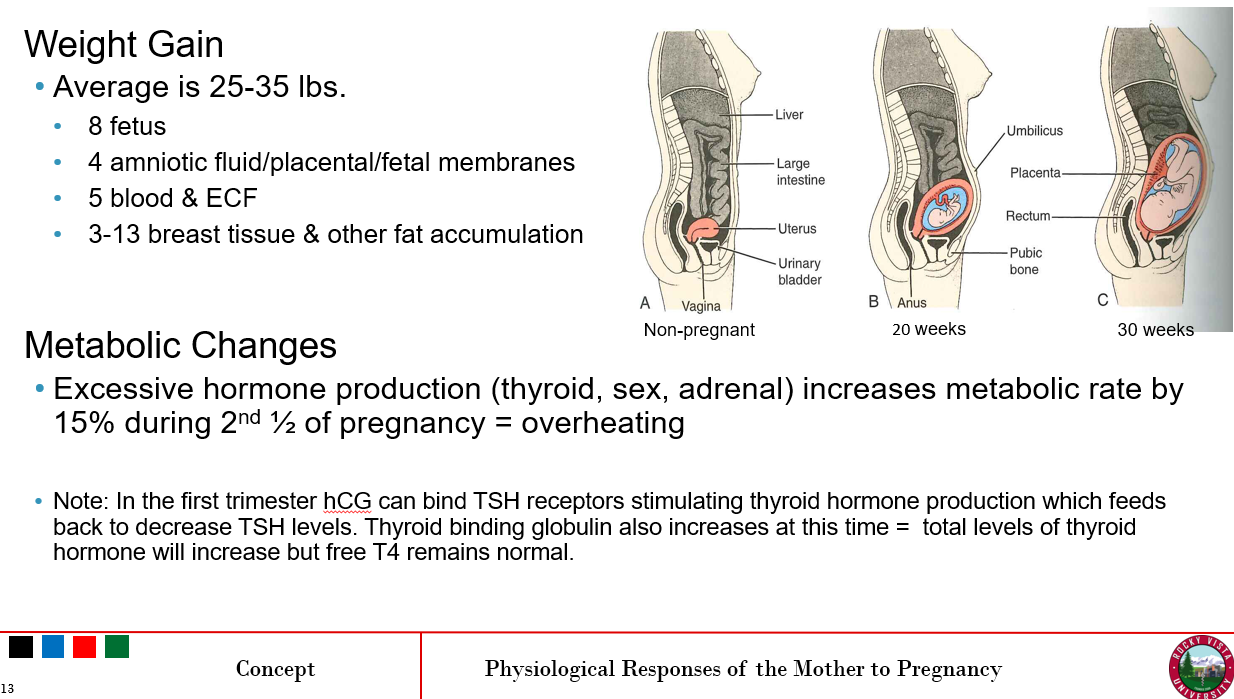 Weight Gain
• Average is 25-35 lbs.
• 8 fetus
• 4 amniotic fluid/placental/fetal membranes
• 5 blood & ECF
• 3-13 breast tissue & other fat accumulation
Liver
Large
intestine
Uterus
Urinary
bladder
Vagina
A
Non-pregnant
Umbilicus
Placenta
Rectum
Pubic
bone
B
Anus
20 weeks
C
30 weeks
Metabolic Changes
• Excessive hormone production (thyroid, sex, adrenal) increases metabolic rate by
15% during 2nd ½ of pregnancy = overheating
• Note: In the first trimester hCG can bind TSH receptors stimulating thyroid hormone production which feeds
back to decrease TSH levels. Thyroid binding globulin also increases at this time = total levels of thyroid
hormone will increase but free T4 remains normal.
13
Concept
Physiological Responses of the Mother to Pregnancy
ROCKY VISTA
UNIVERSITY